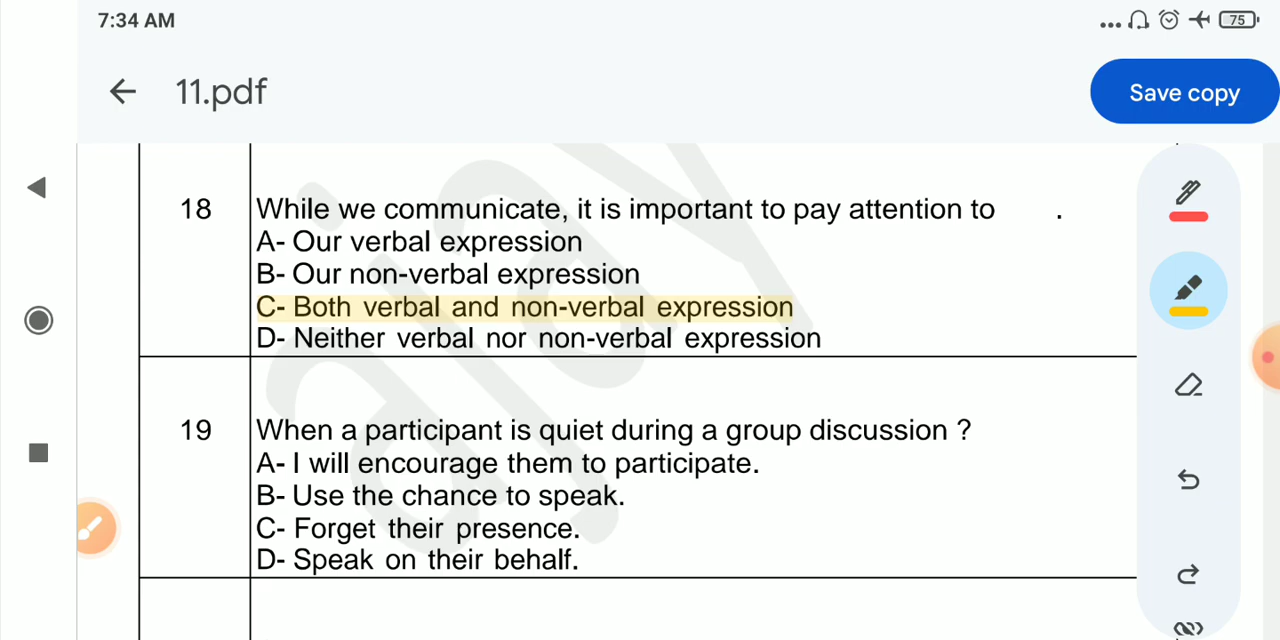 7:34 AM
75
11.pdf
Save copy
18
While we communicate, it is important to pay attention to .
A- Our verbal expression
B- Our non-verbal expression
C- Both verbal and non-verbal expression
D- Neither verbal nor non-verbal expression
19
When a participant is quiet during a group discussion ?
A- I will encourage them to participate.
B- Use the chance to speak.
C- Forget their presence.
D- Speak on their behalf.